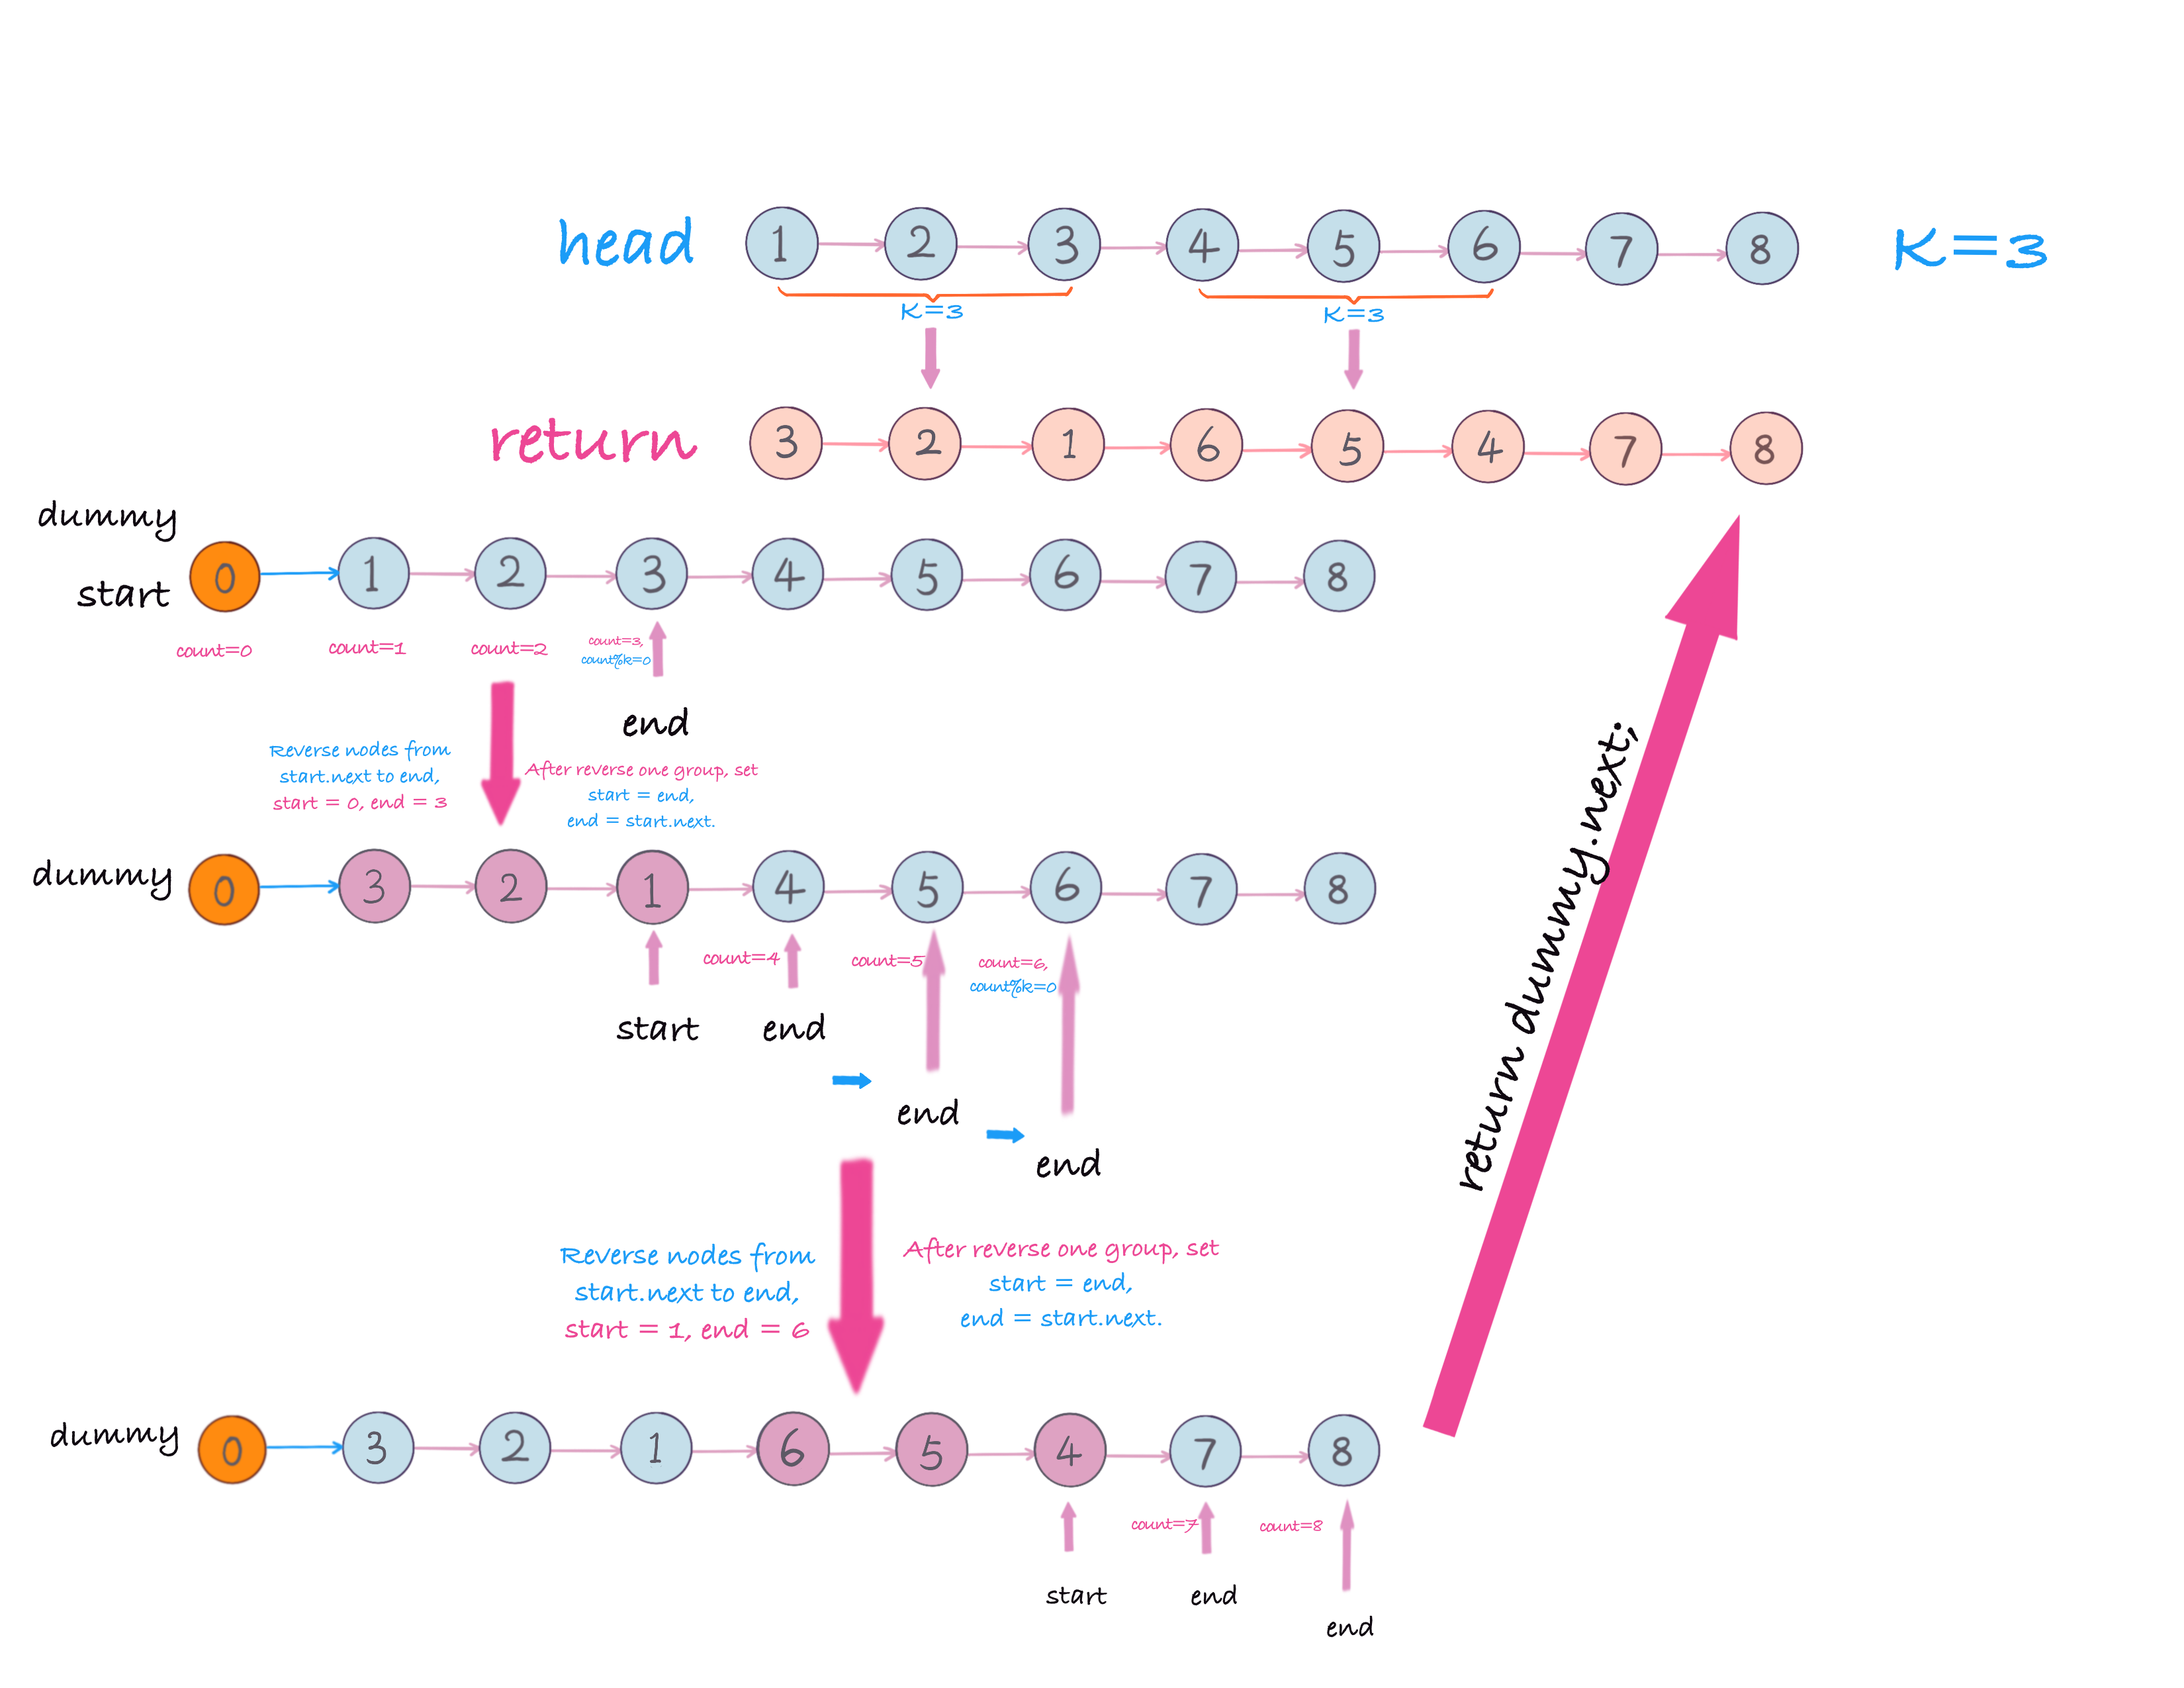 head 1 2 3 4 5 6 7 8 K=3
K=3 K=3
return 3 2 1 6 5 4 7 8
dummy
start
0 1 2 3 4 5 6 7 8
count=0 count=1 count=2 count=3,
count%k=0
end
Reverse nodes from
start.next to end,
start = 0, end = 3
After reverse one group, set
start = end,
end = start.next.
dummy 0 3 2 1 4 5 6 7 8
count=4 count=5 count=6,
count%k=0
start end
end
end
Reverse nodes from
start.next to end,
start = 1, end = 6
After reverse one group, set
start = end,
end = start.next.
dummy 0 3 2 1 6 5 4 7 8
count=7 count=8
start end
end
return dummy.next;